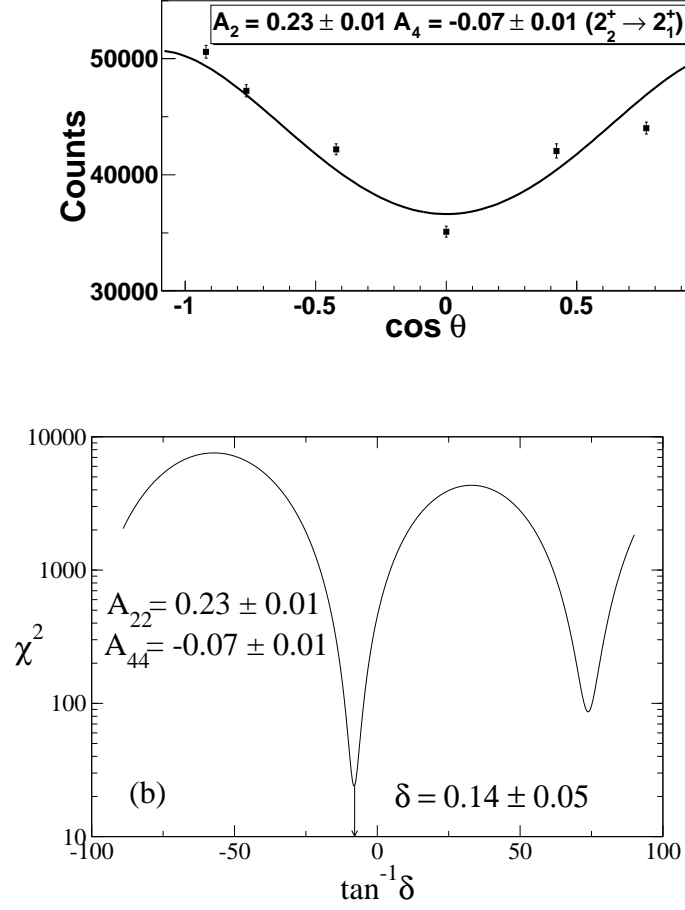 A₂ = 0.23 ± 0.01 A₄ = -0.07 ± 0.01 (2₂⁺ → 2₁⁺)
50000
40000
30000
Counts
-1 -0.5 0 0.5
cos θ
10000
1000
100
10
χ²
A₂₂= 0.23 ± 0.01
A₄₄= -0.07 ± 0.01
(b)
δ = 0.14 ± 0.05
-100 -50 0 50 100
tan⁻¹δ